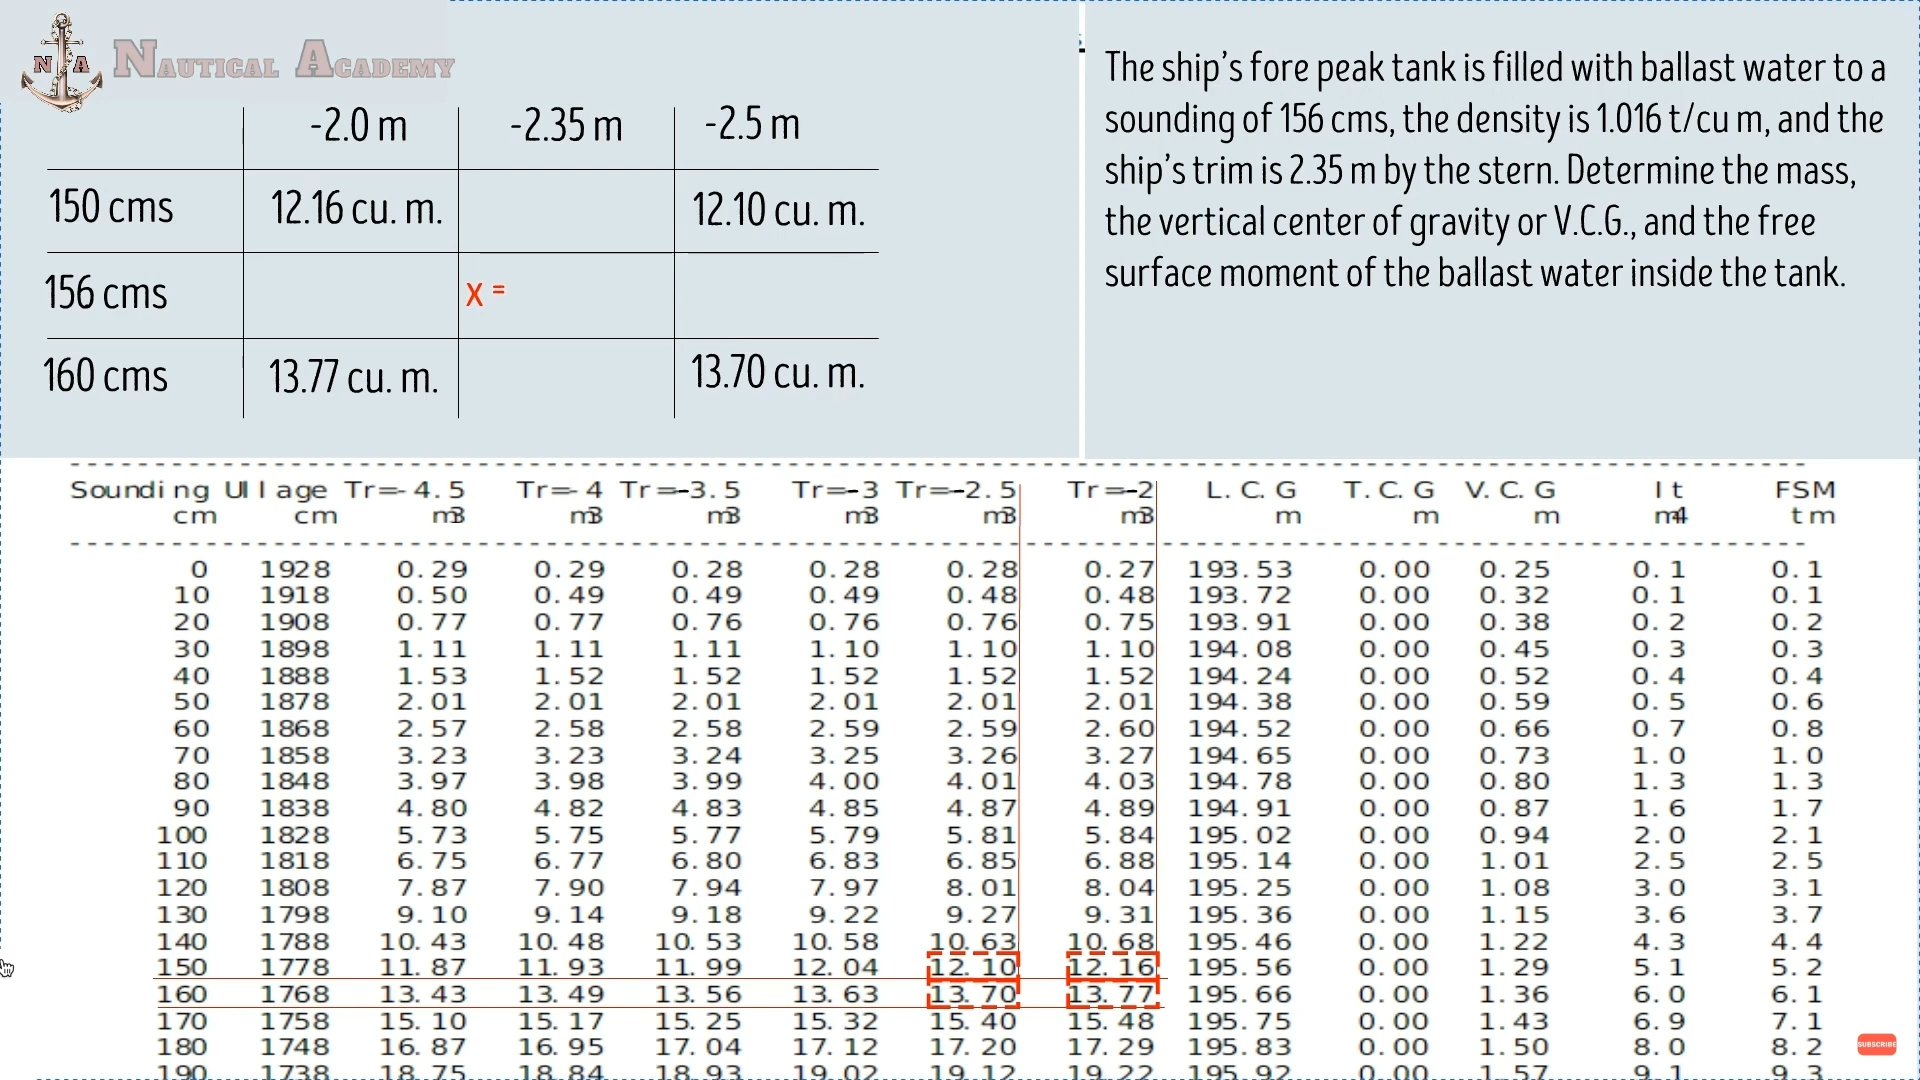 N A NAUTICAL ACADEMY
-2.0 m -2.35 m -2.5 m
150 cms 12.16 cu. m. 12.10 cu. m.
156 cms x =
160 cms 13.77 cu. m. 13.70 cu. m.
The ship's fore peak tank is filled with ballast water to a
sounding of 156 cms, the density is 1.016 t/cu m, and the
ship's trim is 2.35 m by the stern. Determine the mass,
the vertical center of gravity or V.C.G., and the free
surface moment of the ballast water inside the tank.
Sounding Ullage Tr=-4.5 Tr=-4 Tr=-3.5 Tr=-3 Tr=-2.5 Tr=-2 L.C.G T.C.G V.C.G It FSM
cm cm m3 m3 m3 m3 m3 m3 m m m m4 tm
0 1928 0.29 0.29 0.28 0.28 0.28 0.27 193.53 0.00 0.25 0.1 0.1
10 1918 0.50 0.49 0.49 0.49 0.48 0.48 193.72 0.00 0.32 0.1 0.1
20 1908 0.77 0.77 0.76 0.76 0.76 0.75 193.91 0.00 0.38 0.2 0.2
30 1898 1.11 1.11 1.11 1.10 1.10 1.10 194.08 0.00 0.45 0.3 0.3
40 1888 1.53 1.52 1.52 1.52 1.52 1.52 194.24 0.00 0.52 0.4 0.4
50 1878 2.01 2.01 2.01 2.01 2.01 2.01 194.38 0.00 0.59 0.5 0.6
60 1868 2.57 2.58 2.58 2.59 2.59 2.60 194.52 0.00 0.66 0.7 0.8
70 1858 3.23 3.23 3.24 3.25 3.26 3.27 194.65 0.00 0.73 1.0 1.0
80 1848 3.97 3.98 3.99 4.00 4.01 4.03 194.78 0.00 0.80 1.3 1.3
90 1838 4.80 4.82 4.83 4.85 4.87 4.89 194.91 0.00 0.87 1.6 1.7
100 1828 5.73 5.75 5.77 5.79 5.81 5.84 195.02 0.00 0.94 2.0 2.1
110 1818 6.75 6.77 6.80 6.83 6.85 6.88 195.14 0.00 1.01 2.5 2.5
120 1808 7.87 7.90 7.94 7.97 8.01 8.04 195.25 0.00 1.08 3.0 3.1
130 1798 9.10 9.14 9.18 9.22 9.27 9.31 195.36 0.00 1.15 3.6 3.7
140 1788 10.43 10.48 10.53 10.58 10.63 10.68 195.46 0.00 1.22 4.3 4.4
150 1778 11.87 11.93 11.99 12.04 12.10 12.16 195.56 0.00 1.29 5.1 5.2
160 1768 13.43 13.49 13.56 13.63 13.70 13.77 195.66 0.00 1.36 6.0 6.1
170 1758 15.10 15.17 15.25 15.32 15.40 15.48 195.75 0.00 1.43 6.9 7.1
180 1748 16.87 16.95 17.04 17.12 17.20 17.29 195.83 0.00 1.50 8.0 8.2
190 1738 18.75 18.84 18.93 19.02 19.12 19.22 195.92 0.00 1.57 9.1 9.3
SUBSCRIBE